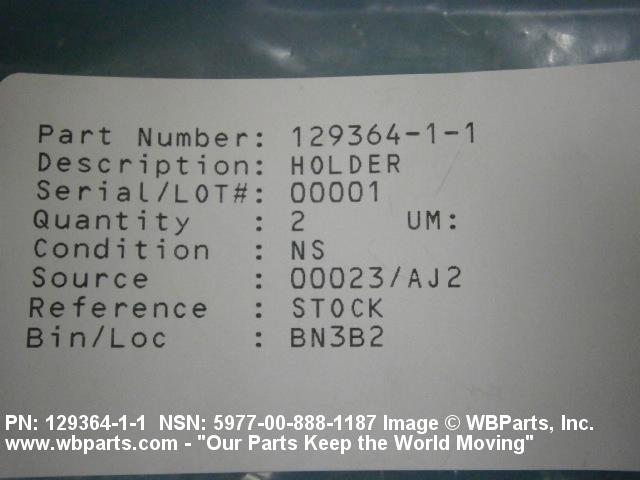 Part Number: 129364-1-1
Description: HOLDER
Serial/LOT#: 00001
Quantity : 2 UM:
Condition : NS
Source : 00023/AJ2
Reference : STOCK
Bin/Loc : BN3B2
PN: 129364-1-1 NSN: 5977-00-888-1187 Image © WBParts, Inc.
www.wbparts.com - "Our Parts Keep the World Moving"